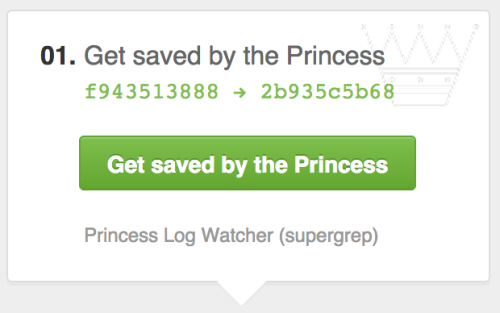 01. Get saved by the Princess
f943513888 → 2b935c5b68
Get saved by the Princess
Princess Log Watcher (supergrep)